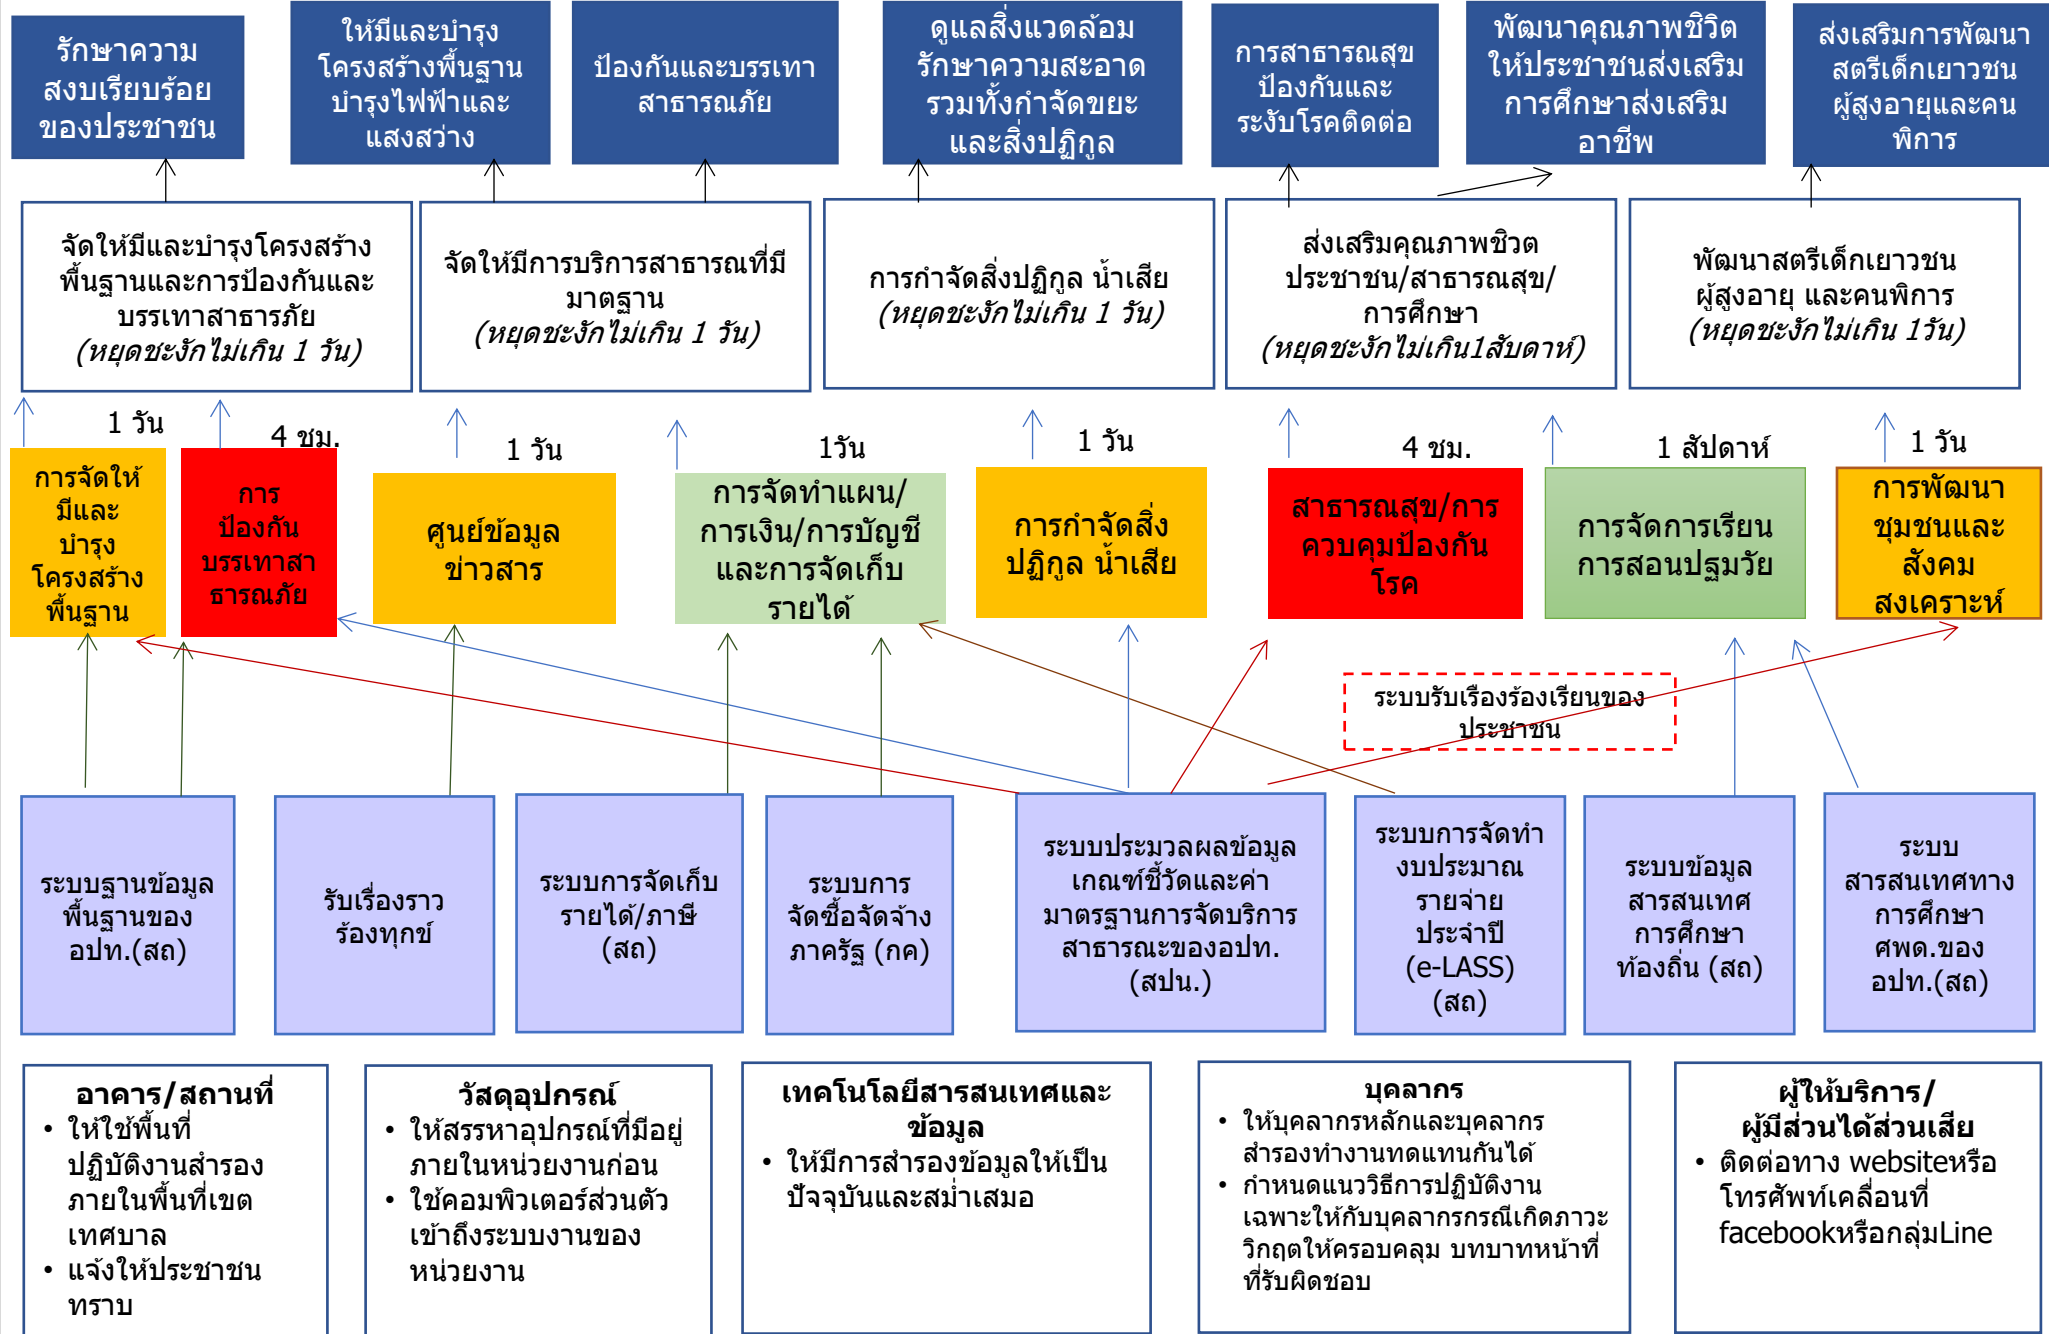 รักษาความ
สงบเรียบร้อย
ของประชาชน
ให้มีและบำรุง
โครงสร้างพื้นฐาน
บำรุงไฟฟ้าและ
แสงสว่าง
ป้องกันและบรรเทา
สาธารณภัย
ดูแลสิ่งแวดล้อม
รักษาความสะอาด
รวมทั้งกำจัดขยะ
และสิ่งปฏิกูล
การสาธารณสุข
ป้องกันและ
ระงับโรคติดต่อ
พัฒนาคุณภาพชีวิต
ให้ประชาชนส่งเสริม
การศึกษาส่งเสริม
อาชีพ
ส่งเสริมการพัฒนา
สตรีเด็กเยาวชน
ผู้สูงอายุและคน
พิการ
จัดให้มีและบำรุงโครงสร้าง
พื้นฐานและการป้องกันและ
บรรเทาสาธารภัย
(หยุดชะงักไม่เกิน 1 วัน)
จัดให้มีการบริการสาธารณที่มี
มาตฐาน
(หยุดชะงักไม่เกิน 1 วัน)
การกำจัดสิ่งปฏิกูล น้ำเสีย
(หยุดชะงักไม่เกิน 1 วัน)
ส่งเสริมคุณภาพชิวต
ประชาชน/สาธารณสุข/
การศึกษา
(หยุดชะงักไม่เกิน1สับดาห์)
พัฒนาสตรีเด็กเยาวชน
ผู้สูงอายุ และคนพิการ
(หยุดชะงักไม่เกิน 1วัน)
1 วัน
4 ชม.
1 วัน
1วัน
1 วัน
4 ชม.
1 สัปดาห์
1 วัน
การจัดให้
มีและ
บำรุง
โครงสร้าง
พื้นฐาน
การ
ป้องกัน
บรรเทาสา
ธารณภัย
ศูนย์ข้อมูล
ข่าวสาร
การจัดทำแผน/
การเงิน/การบัญชี
และการจัดเก็บ
รายได้
การกำจัดสิ่ง
ปฏิกูล น้ำเสีย
สาธารณสุข/การ
ควบคุมป้องกัน
โรค
การจัดการเรียน
การสอนปฐมวัย
การพัฒนา
ชุมชนและ
สังคม
สงเคราะห์
ระบบรับเรื่องร้องเรียนของ
ประชาชน
ระบบฐานข้อมูล
พื้นฐานของ
อปท.(สถ)
รับเรื่องราว
ร้องทุกข์
ระบบการจัดเก็บ
รายได้/ภาษี
(สถ)
ระบบการ
จัดซื้อจัดจ้าง
ภาครัฐ (กค)
ระบบประมวลผลข้อมูล
เกณฑ์ชี้วัดและค่า
มาตรฐานการจัดบริการ
สาธารณะของอปท.
(สปน.)
ระบบการจัดทำ
งบประมาณ
รายจ่าย
ประจำปี
(e-LASS)
(สถ)
ระบบข้อมูล
สารสนเทศ
การศึกษา
ท้องถิ่น (สถ)
ระบบ
สารสนเทศทาง
การศึกษา
ศพด.ของ
อปท.(สถ)
อาคาร/สถานที่
• ให้ใช้พื้นที่
ปฏิบัติงานสำรอง
ภายในพื้นที่เขต
เทศบาล
• แจ้งให้ประชาชน
ทราบ
วัสดุอุปกรณ์
• ให้สรรหาอุปกรณ์ที่มีอยู่
ภายในหน่วยงานก่อน
• ใช้คอมพิวเตอร์ส่วนตัว
เข้าถึงระบบงานของ
หน่วยงาน
เทคโนโลยีสารสนเทศและ
ข้อมูล
• ให้มีการสำรองข้อมูลให้เป็น
ปัจจุบันและสม่ำเสมอ
บุคลากร
• ให้บุคลากรหลักและบุคลากร
สำรองทำงานทดแทนกันได้
• กำหนดแนววิธีการปฏิบัติงาน
เฉพาะให้กับบุคลากรกรณีเกิดภาวะ
วิกฤตให้ครอบคลุม บทบาทหน้าที่
ที่รับผิดชอบ
ผู้ให้บริการ/
ผู้มีส่วนได้ส่วนเสีย
• ติดต่อทาง websiteหรือ
โทรศัพท์เคลื่อนที่
facebookหรือกลุ่มLine